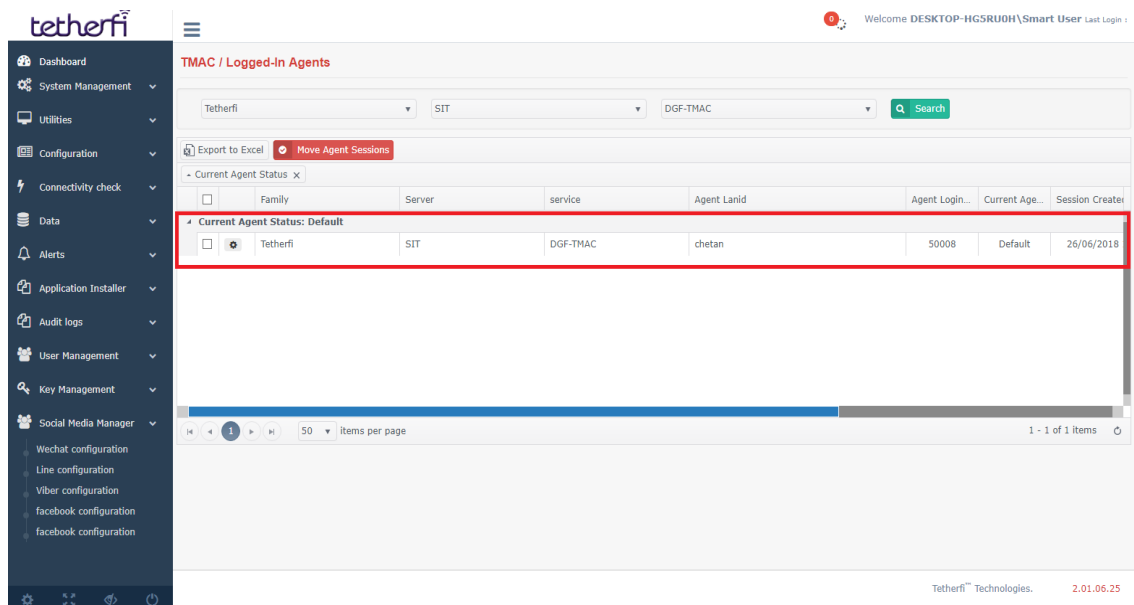 tetherfi
0
Welcome DESKTOP-HG5RU0H\Smart User Last Login :
Dashboard
System Management
Utilities
Configuration
Connectivity check
Data
Alerts
Application Installer
Audit logs
User Management
Key Management
Social Media Manager
Wechat configuration
Line configuration
Viber configuration
facebook configuration
facebook configuration
TMAC / Logged-In Agents
Tetherfi SIT DGF-TMAC Search
Export to Excel Move Agent Sessions
Current Agent Status x
Family Server service Agent Lanid Agent Login... Current Age... Session Created
Current Agent Status: Default
Tetherfi SIT DGF-TMAC chetan 50008 Default 26/06/2018
1 50 items per page 1 - 1 of 1 items
Tetherfi™ Technologies. 2.01.06.25